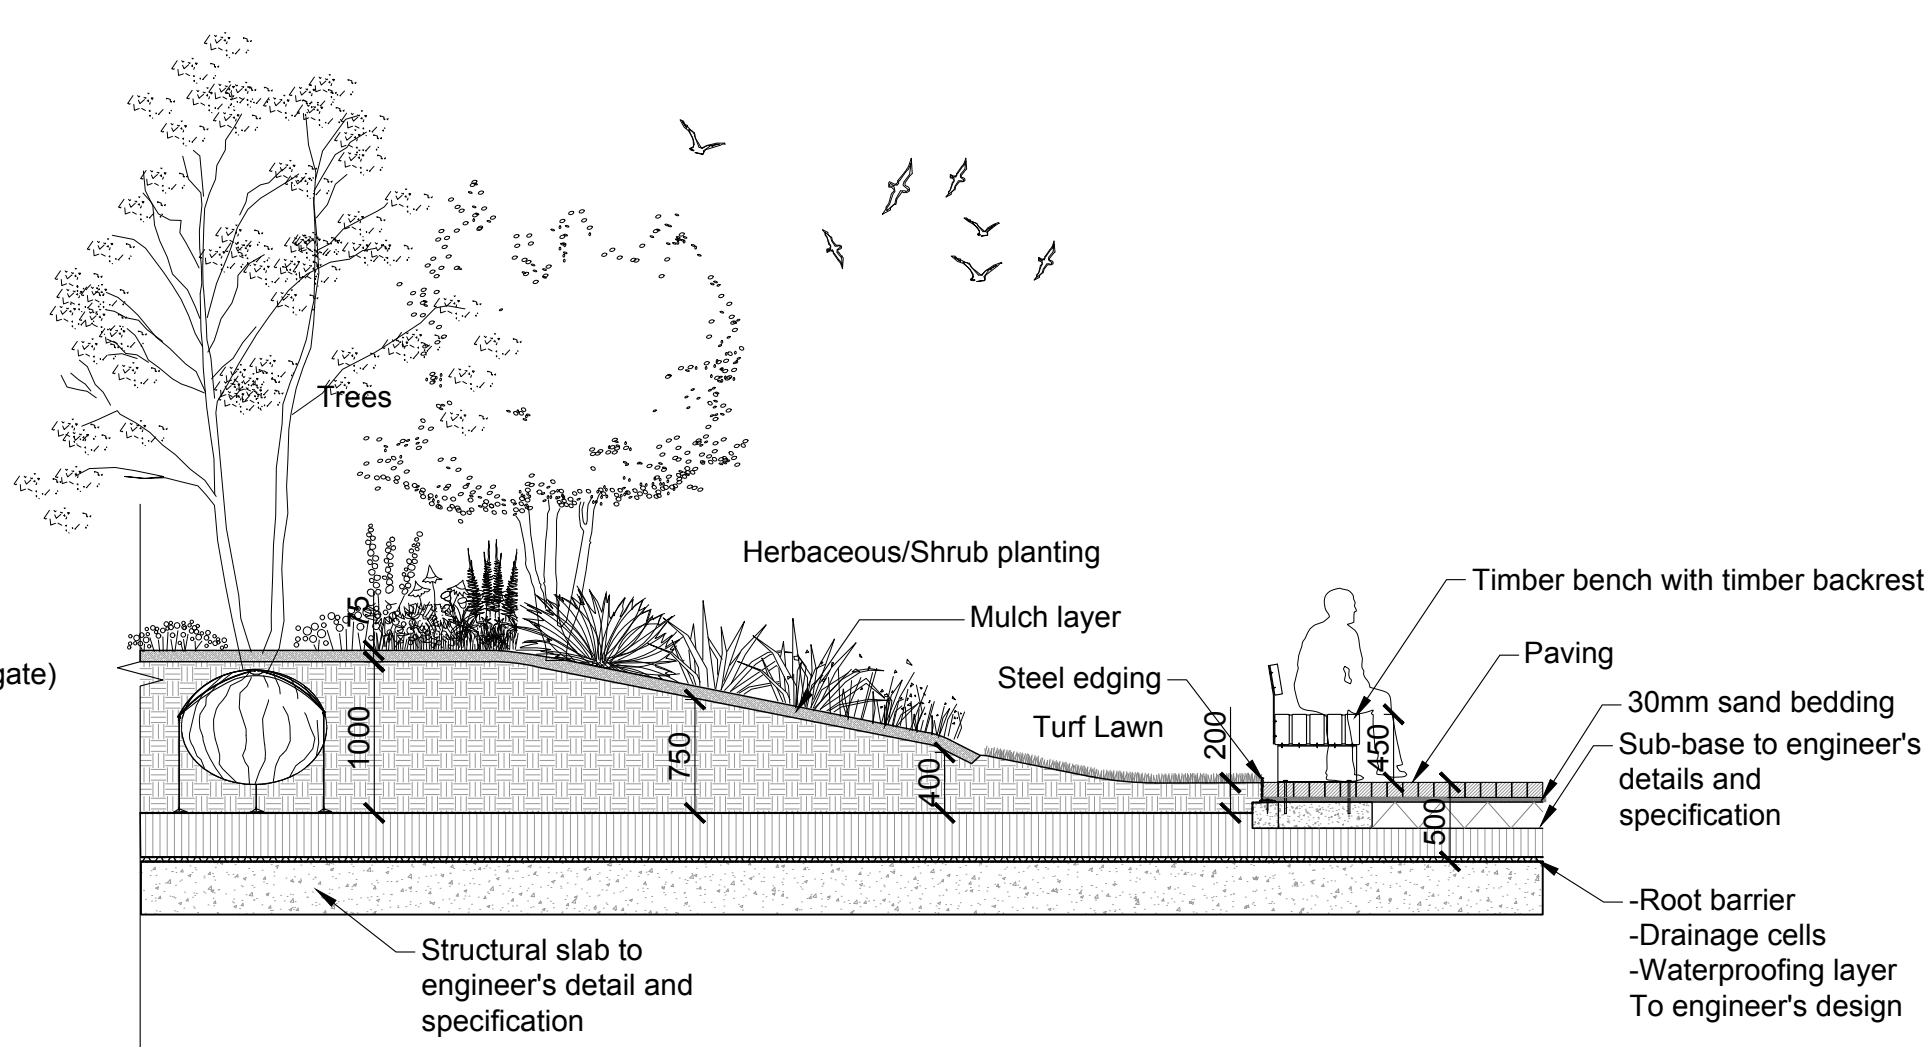 Trees
Herbaceous/Shrub planting
Timber bench with timber backrest
75
Mulch layer
Paving
gate)
Steel edging
30mm sand bedding
Turf Lawn
200
Sub-base to engineer's
details and
specification
1000
750
400
450
500
-Root barrier
-Drainage cells
-Waterproofing layer
To engineer's design
Structural slab to
engineer's detail and
specification